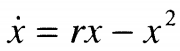 ẋ = rx − x²